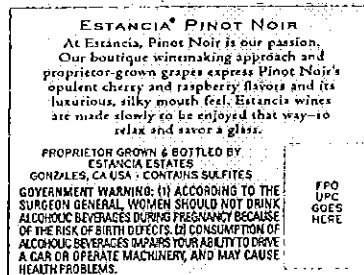 ESTANCIA® PINOT NOIR
At Estancia, Pinot Noir is our passion.
Our boutique winemaking approach and
proprietor-grown grapes express Pinot Noir's
opulent cherry and raspberry flavors and its
luxurious, silky mouth feel. Estancia wines
are made slowly to be enjoyed that way—to
relax and savor a glass.
PROPRIETOR GROWN & BOTTLED BY
ESTANCIA ESTATES
GONZALES, CA USA - CONTAINS SULFITES
GOVERNMENT WARNING: (1) ACCORDING TO THE
SURGEON GENERAL, WOMEN SHOULD NOT DRINK
ALCOHOLIC BEVERAGES DURING PREGNANCY BECAUSE
OF THE RISK OF BIRTH DEFECTS. (2) CONSUMPTION OF
ALCOHOLIC BEVERAGES IMPAIRS YOUR ABILITY TO DRIVE
A CAR OR OPERATE MACHINERY, AND MAY CAUSE
HEALTH PROBLEMS.
FPO
UPC
GOES
HERE